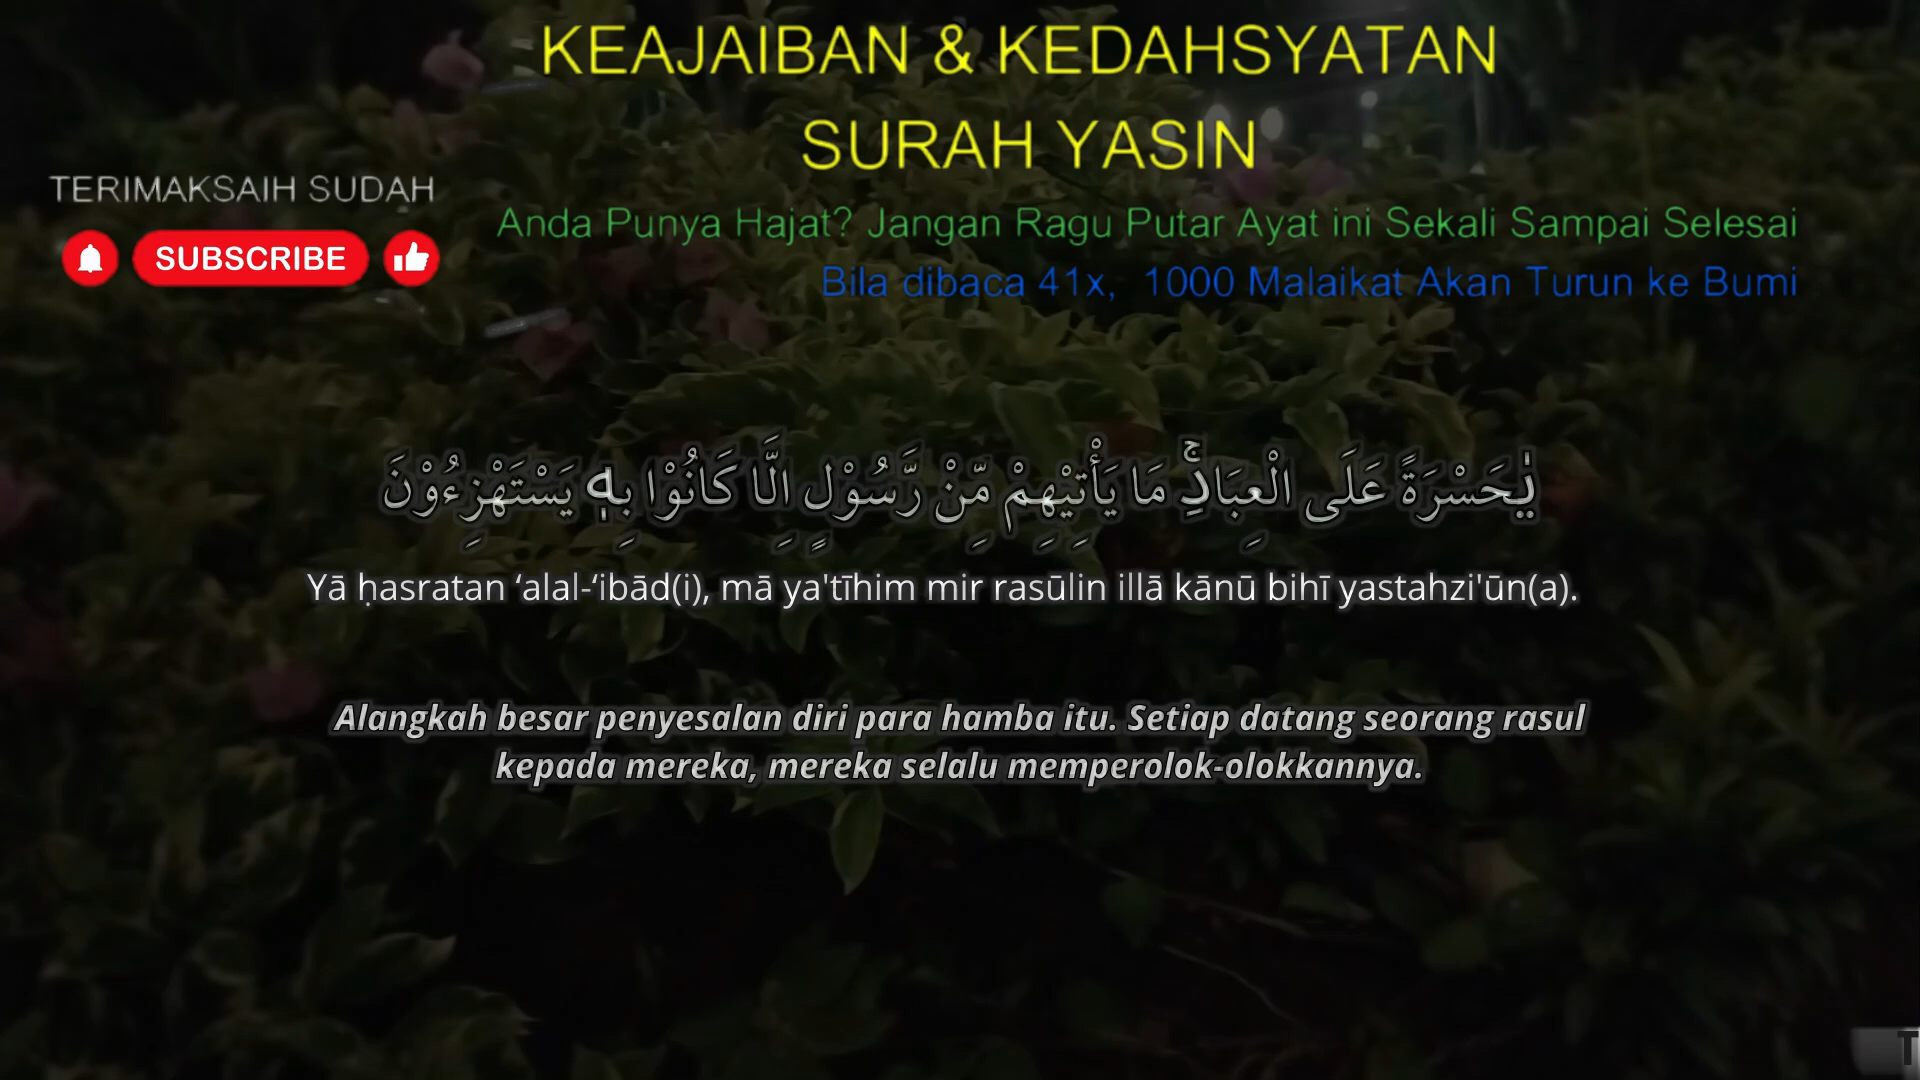 KEAJAIBAN & KEDAHSYATAN
SURAH YASIN
TERIMAKSAIH SUDAH
SUBSCRIBE
Anda Punya Hajat? Jangan Ragu Putar Ayat ini Sekali Sampai Selesai
Bila dibaca 41x, 1000 Malaikat Akan Turun ke Bumi
يٰحَسْرَةً عَلَى الْعِبَادِۚ مَا يَأْتِيْهِمْ مِّنْ رَّسُوْلٍ اِلَّا كَانُوْا بِهٖ يَسْتَهْزِءُوْنَ
Yā ḥasratan ‘alal-‘ibād(i), mā ya'tīhim mir rasūlin illā kānū bihī yastahzi'ūn(a).
Alangkah besar penyesalan diri para hamba itu. Setiap datang seorang rasul
kepada mereka, mereka selalu memperolok-olokkannya.
T